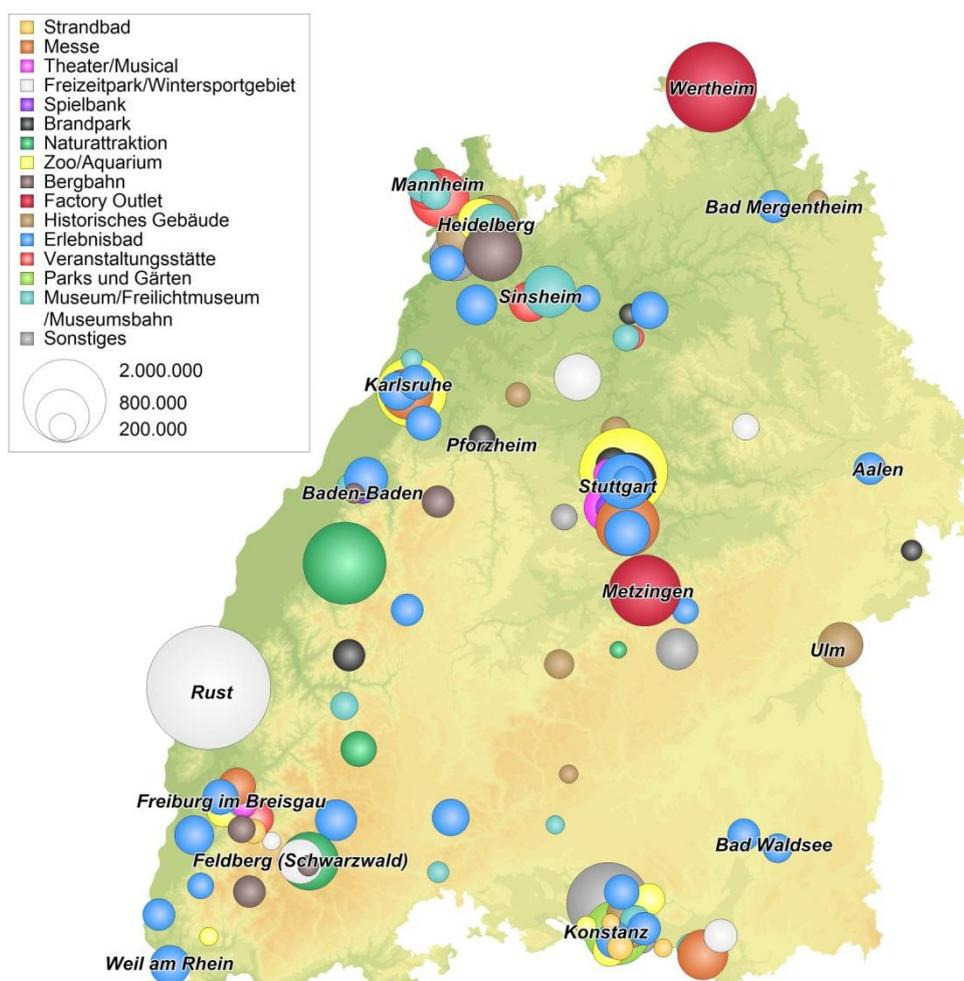 Strandbad
Messe
Theater/Musical
Freizeitpark/Wintersportgebiet
Spielbank
Brandpark
Naturattraktion
Zoo/Aquarium
Bergbahn
Factory Outlet
Historisches Gebäude
Erlebnisbad
Veranstaltungsstätte
Parks und Gärten
Museum/Freilichtmuseum
/Museumsbahn
Sonstiges
2.000.000
800.000
200.000
Wertheim
Mannheim
Bad Mergentheim
Heidelberg
Sinsheim
Karlsruhe
Pforzheim
Aalen
Stuttgart
Baden-Baden
Metzingen
Ulm
Rust
Freiburg im Breisgau
Bad Waldsee
Feldberg (Schwarzwald)
Konstanz
Weil am Rhein